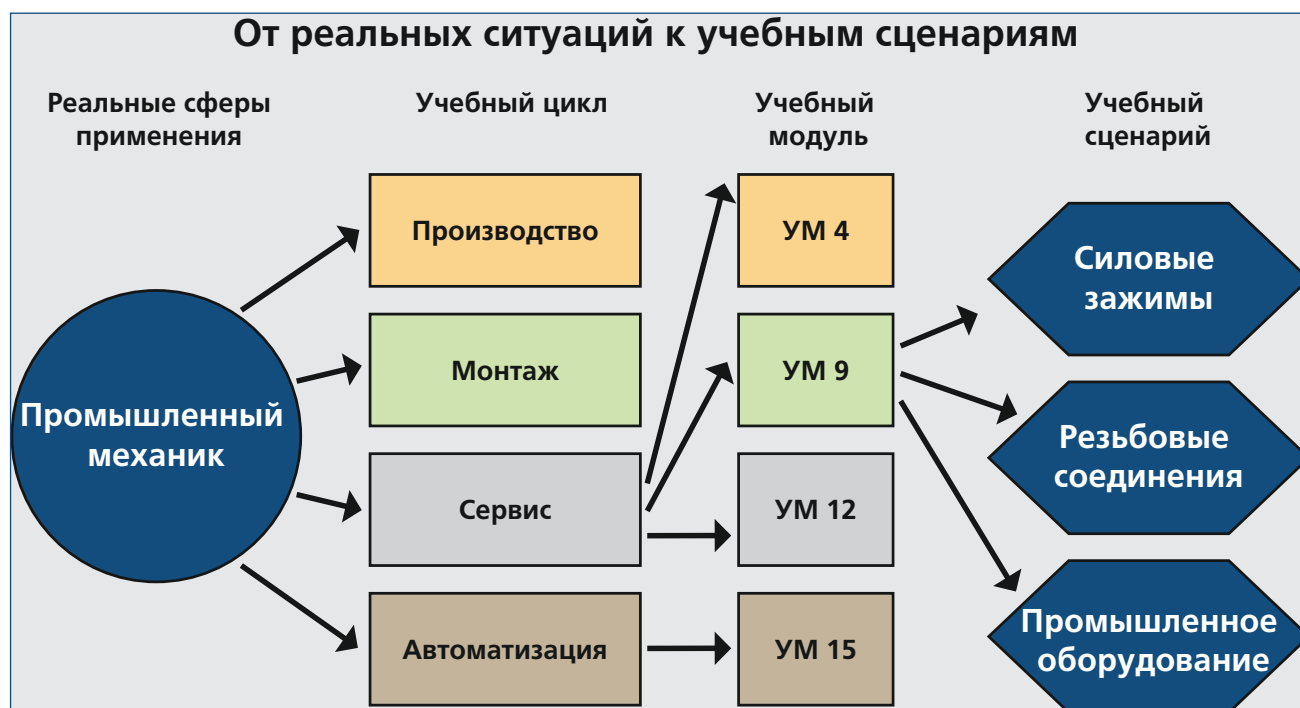 От реальных ситуаций к учебным сценариям
Реальные сферы
применения
Учебный цикл
Учебный
модуль
Учебный
сценарий
Промышленный
механик
Производство
Монтаж
Сервис
Автоматизация
УМ 4
УМ 9
УМ 12
УМ 15
Силовые
зажимы
Резьбовые
соединения
Промышленное
оборудование